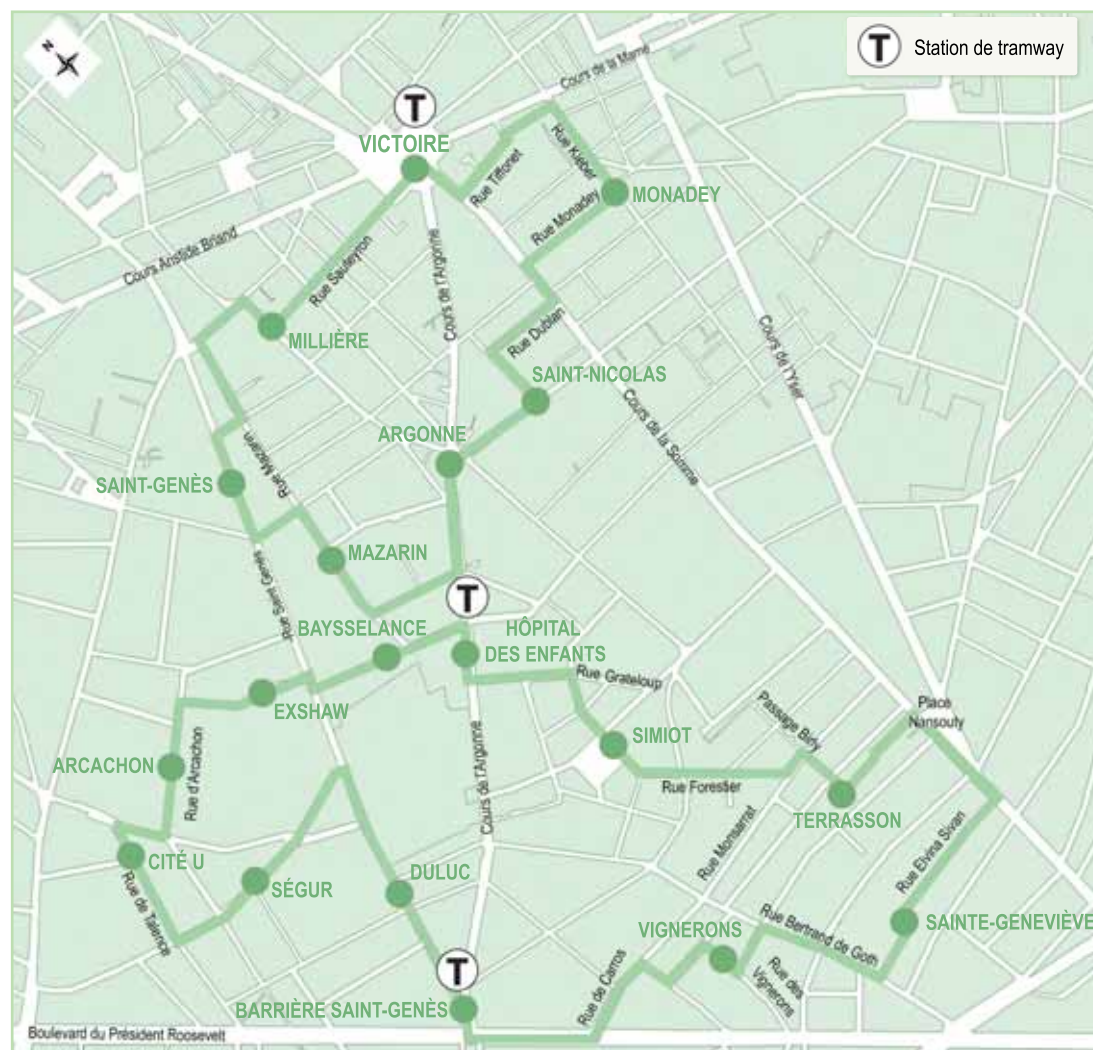 N
T
Station de tramway
Cours de la Marne
T
VICTOIRE
Rue Tiffonet
Rue Kleber
MONADEY
Rue Monadey
Cours Aristide Briand
Rue Sauteyron
Cours de l'Argonne
MILLIÈRE
Rue Dublan
Cours de l'Yser
SAINT-NICOLAS
Cours de la Somme
ARGONNE
Rue Mazarin
SAINT-GENÈS
MAZARIN
T
Rue Saint Genès
BAYSSELANCE
HÔPITAL
DES ENFANTS
Rue Grateloup
EXSHAW
Place
Nansouty
Passage Birly
SIMIOT
ARCACHON
Rue d'Arcachon
Cours de l'Argonne
Rue Forestier
TERRASSON
Rue Monsarrat
Rue Elvina Sivan
CITÉ U
SÉGUR
DULUC
Rue de Talence
VIGNERONS
Rue Bertrand de Goth
SAINTE-GENEVIÈVE
T
Rue de Carros
Rue des
Vignerons
BARRIÈRE SAINT-GENÈS
Boulevard du Président Roosevelt